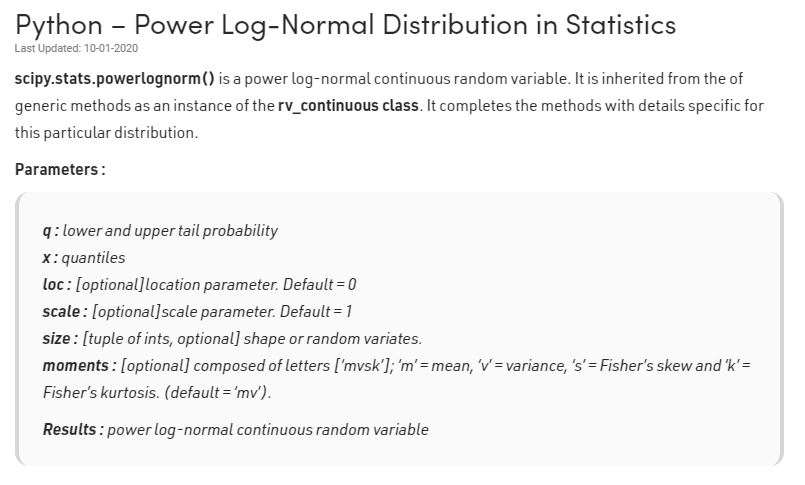 Python – Power Log-Normal Distribution in Statistics
Last Updated: 10-01-2020
scipy.stats.powerlognorm() is a power log-normal continuous random variable. It is inherited from the of
generic methods as an instance of the rv_continuous class. It completes the methods with details specific for
this particular distribution.
Parameters :
q : lower and upper tail probability
x : quantiles
loc : [optional]location parameter. Default = 0
scale : [optional]scale parameter. Default = 1
size : [tuple of ints, optional] shape or random variates.
moments : [optional] composed of letters [‘mvsk’]; ‘m’ = mean, ‘v’ = variance, ‘s’ = Fisher’s skew and ‘k’ =
Fisher’s kurtosis. (default = ‘mv’).
Results : power log-normal continuous random variable